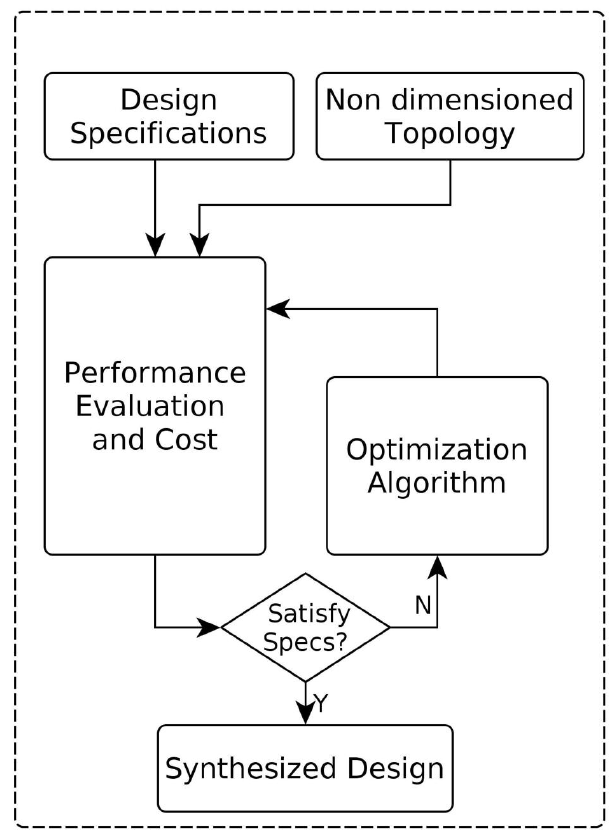 Design
Specifications
Non dimensioned
Topology
Performance
Evaluation
and Cost
Optimization
Algorithm
Satisfy
Specs?
N
Y
Synthesized Design